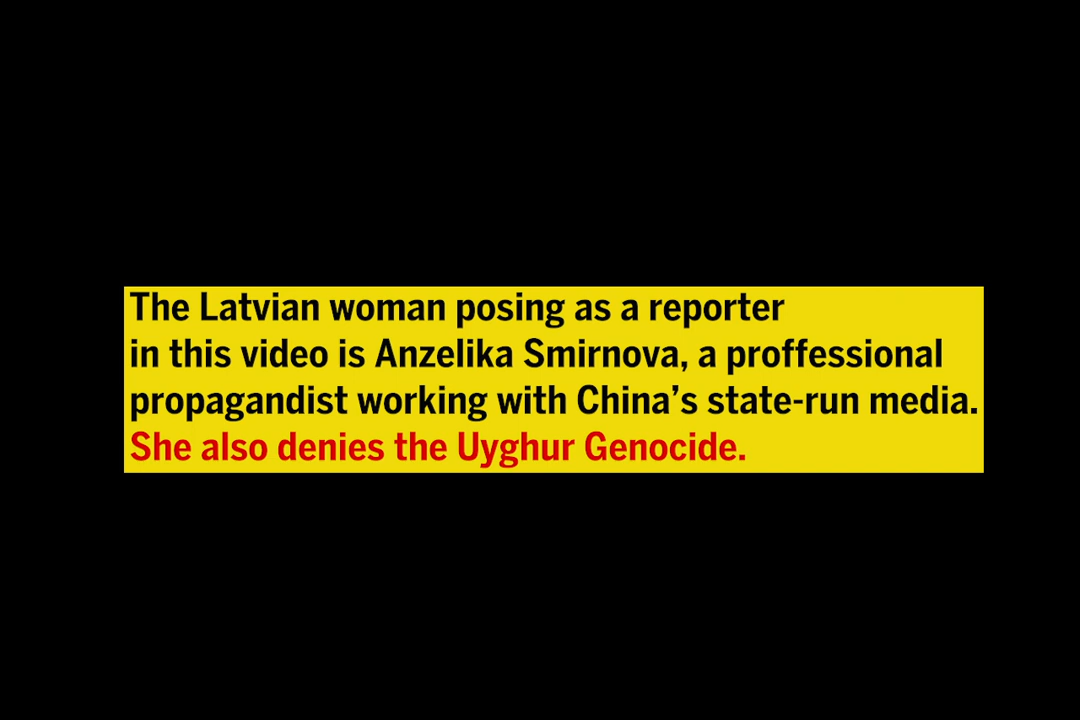 The Latvian woman posing as a reporter
in this video is Anzelika Smirnova, a proffessional
propagandist working with China’s state-run media.
She also denies the Uyghur Genocide.